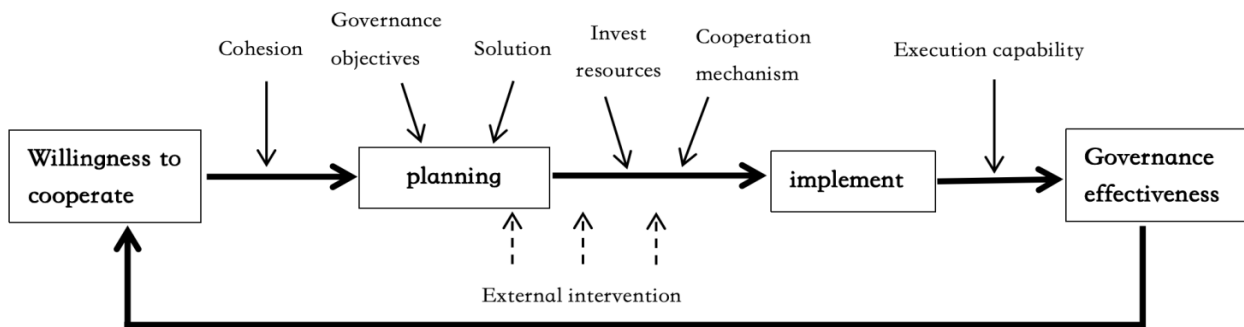 Cohesion
Governance
objectives
Solution
Invest
resources
Cooperation
mechanism
Execution capability
Willingness to
cooperate
planning
implement
Governance
effectiveness
External intervention